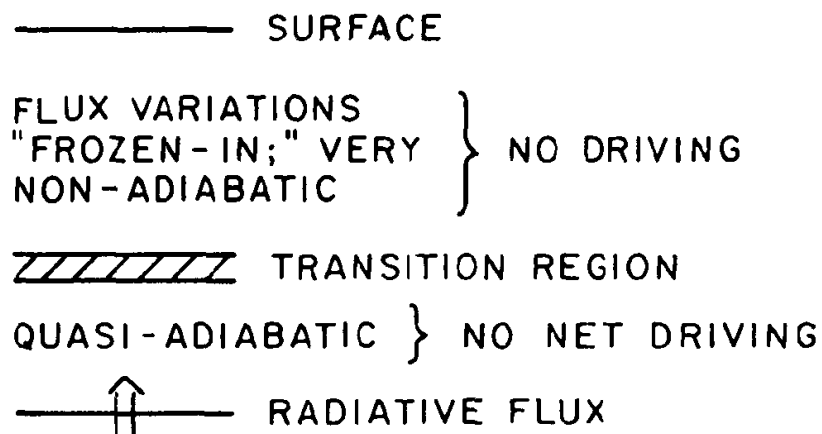 SURFACE
FLUX VARIATIONS
"FROZEN-IN;" VERY
NON-ADIABATIC
NO DRIVING
TRANSITION REGION
QUASI-ADIABATIC } NO NET DRIVING
RADIATIVE FLUX